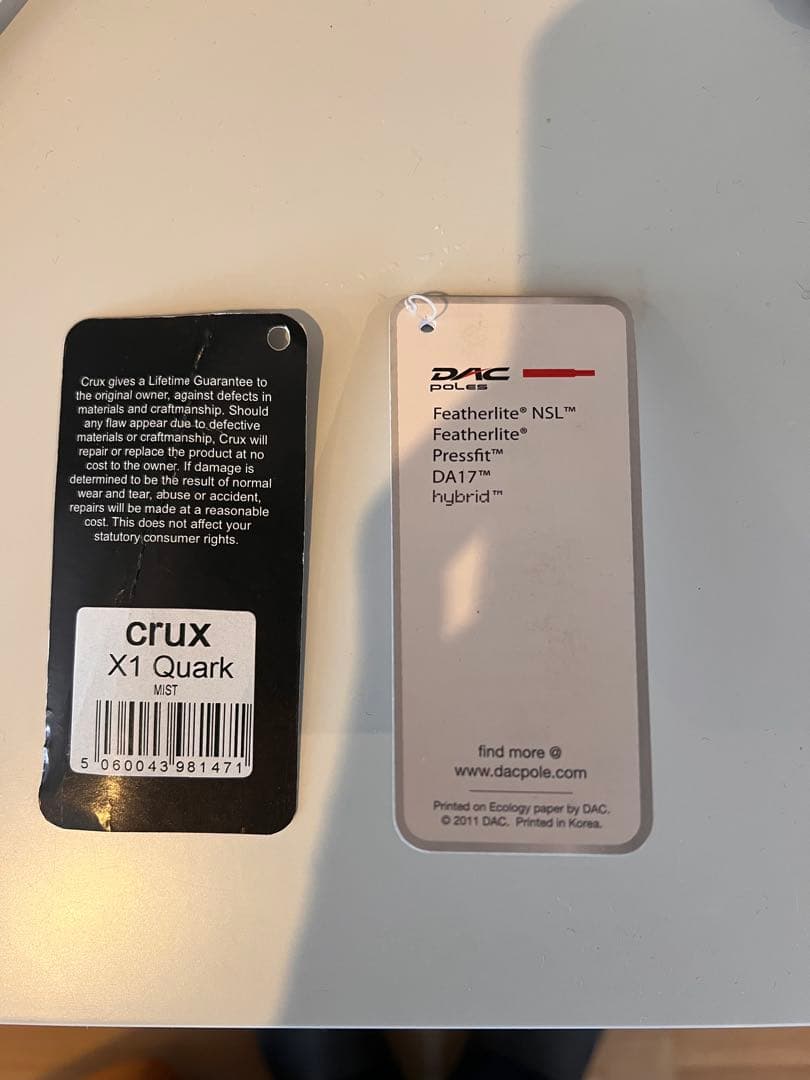 Crux gives a Lifetime Guarantee to
the original owner, against defects in
materials and craftmanship. Should
any flaw appear due to defective
materials or craftmanship, Crux will
repair or replace the product at no
cost to the owner. If damage is
determined to be the result of normal
wear and tear, abuse or accident,
repairs will be made at a reasonable
cost. This does not affect your
statutory consumer rights.
crux
X1 Quark
MIST
5 060043 981471
DAC
poLes
Featherlite® NSL™
Featherlite®
Pressfit™
DA17™
hybrid™
find more @
www.dacpole.com
Printed on Ecology paper by DAC.
© 2011 DAC. Printed in Korea.